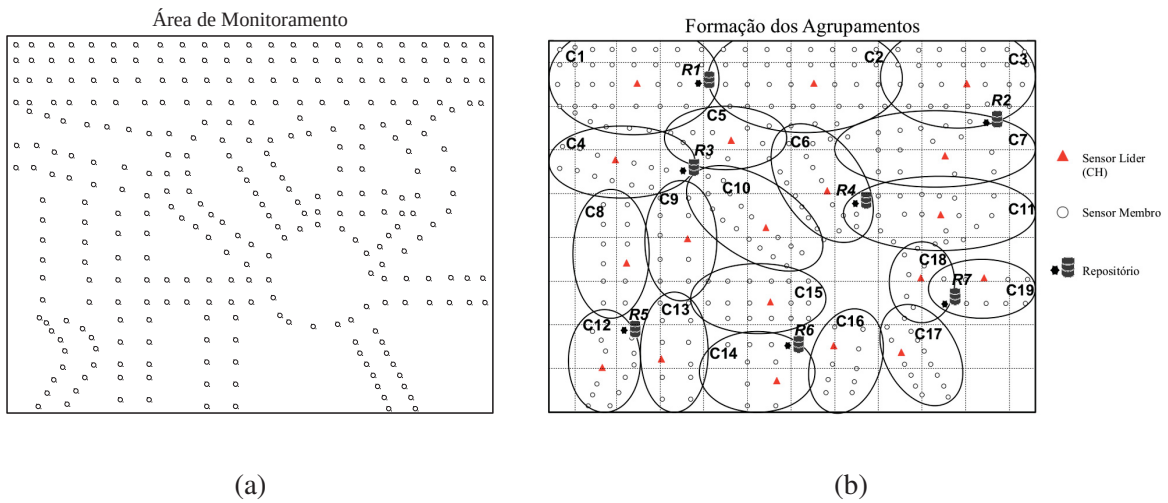 Área de Monitoramento
Formação dos Agrupamentos
C1
R1
C2
C3
R2
C5
C6
C7
C4
R3
C10
R4
C8
C9
C11
C18
R7
C19
C15
C13
C12
R5
R6
C16
C17
C14
Sensor Líder
(CH)
Sensor Membro
Repositório
(a)
(b)